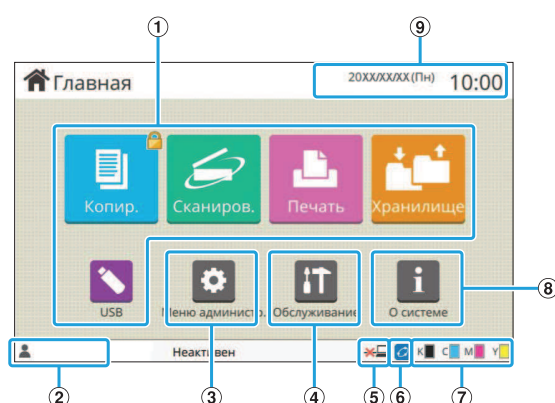 ① ⑨
Главная 20XX/XX/XX (Пн) 10:00
Копир. Сканиров. Печать Хранилище
USB Меню администр. Обслуживание О системе
⑧
Неактивен K C M Y
② ③ ④ ⑤ ⑥ ⑦